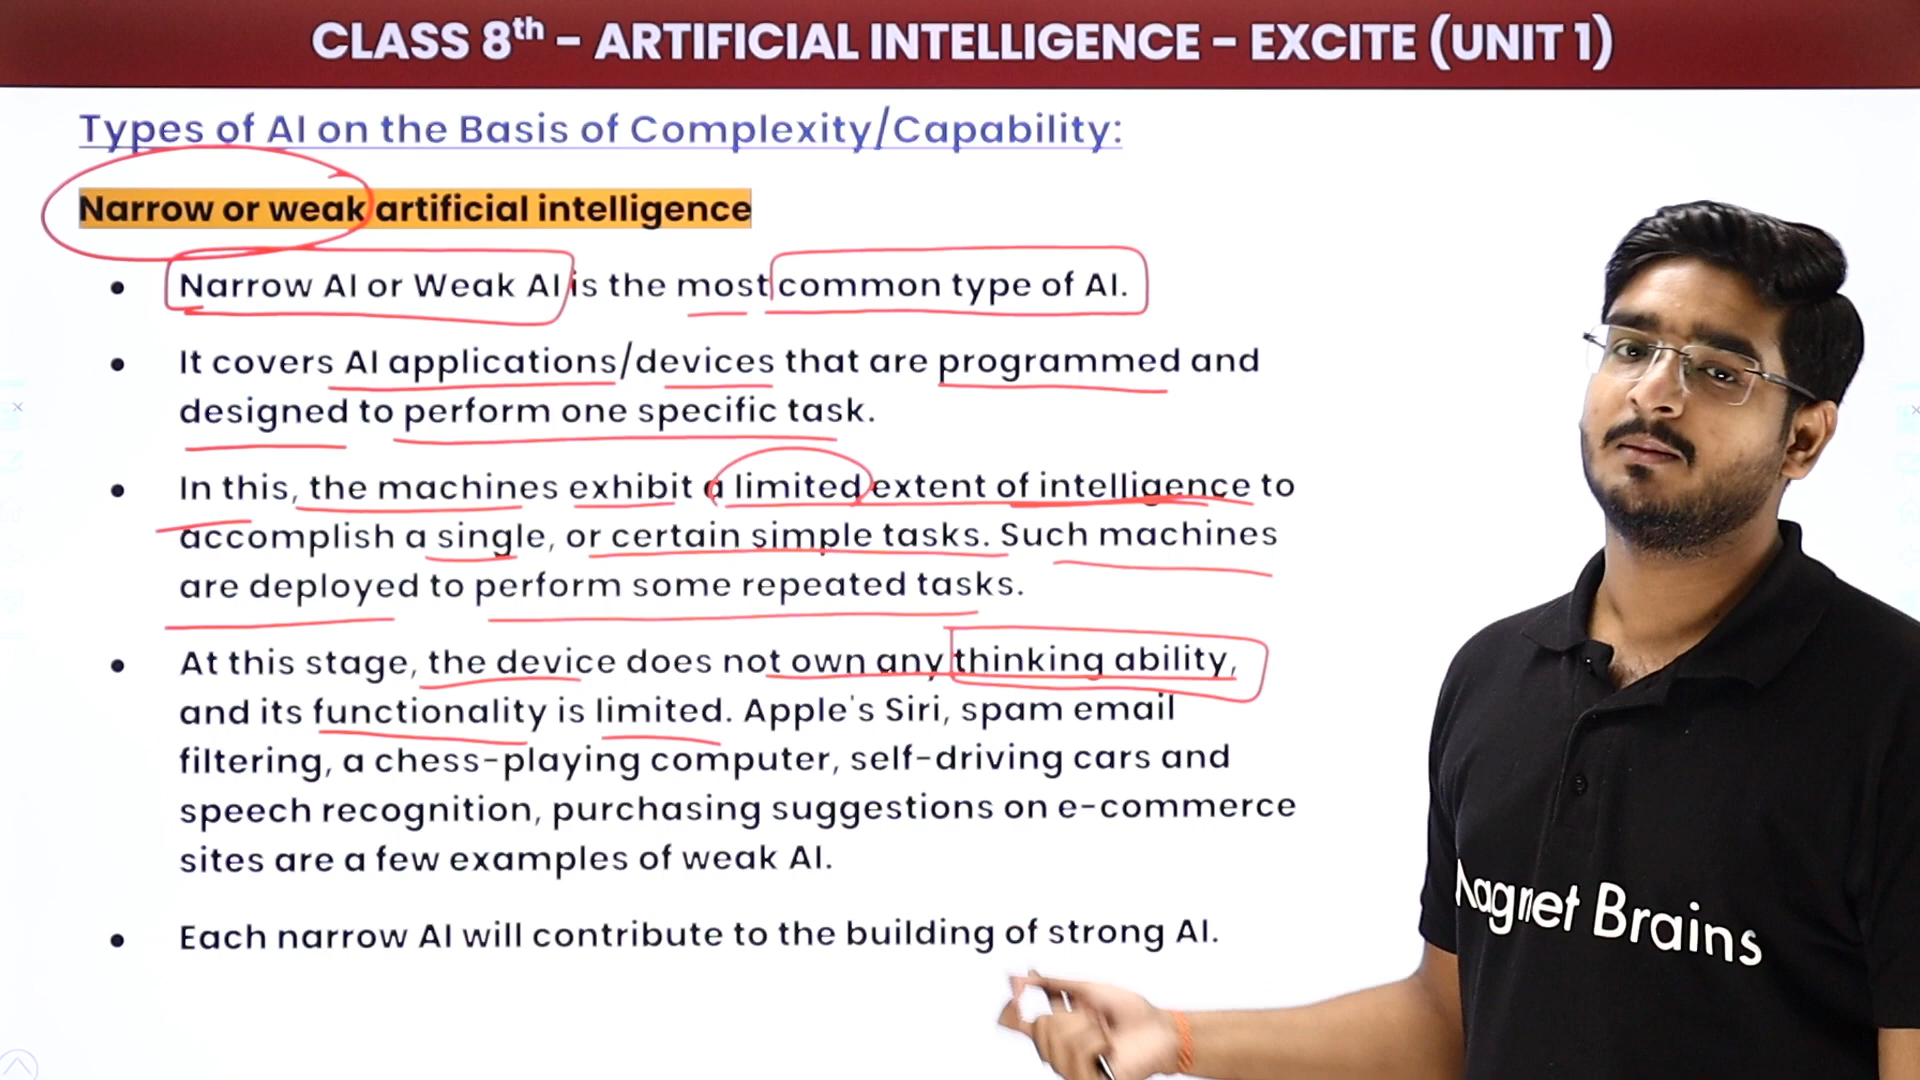 CLASS 8th - ARTIFICIAL INTELLIGENCE - EXCITE (UNIT 1)
Types of AI on the Basis of Complexity/Capability:
Narrow or weak artificial intelligence
• Narrow AI or Weak AI is the most common type of AI.
• It covers AI applications/devices that are programmed and
designed to perform one specific task.
• In this, the machines exhibit a limited extent of intelligence to
accomplish a single, or certain simple tasks. Such machines
are deployed to perform some repeated tasks.
• At this stage, the device does not own any thinking ability,
and its functionality is limited. Apple's Siri, spam email
filtering, a chess-playing computer, self-driving cars and
speech recognition, purchasing suggestions on e-commerce
sites are a few examples of weak AI.
• Each narrow AI will contribute to the building of strong AI.
Magnet Brains